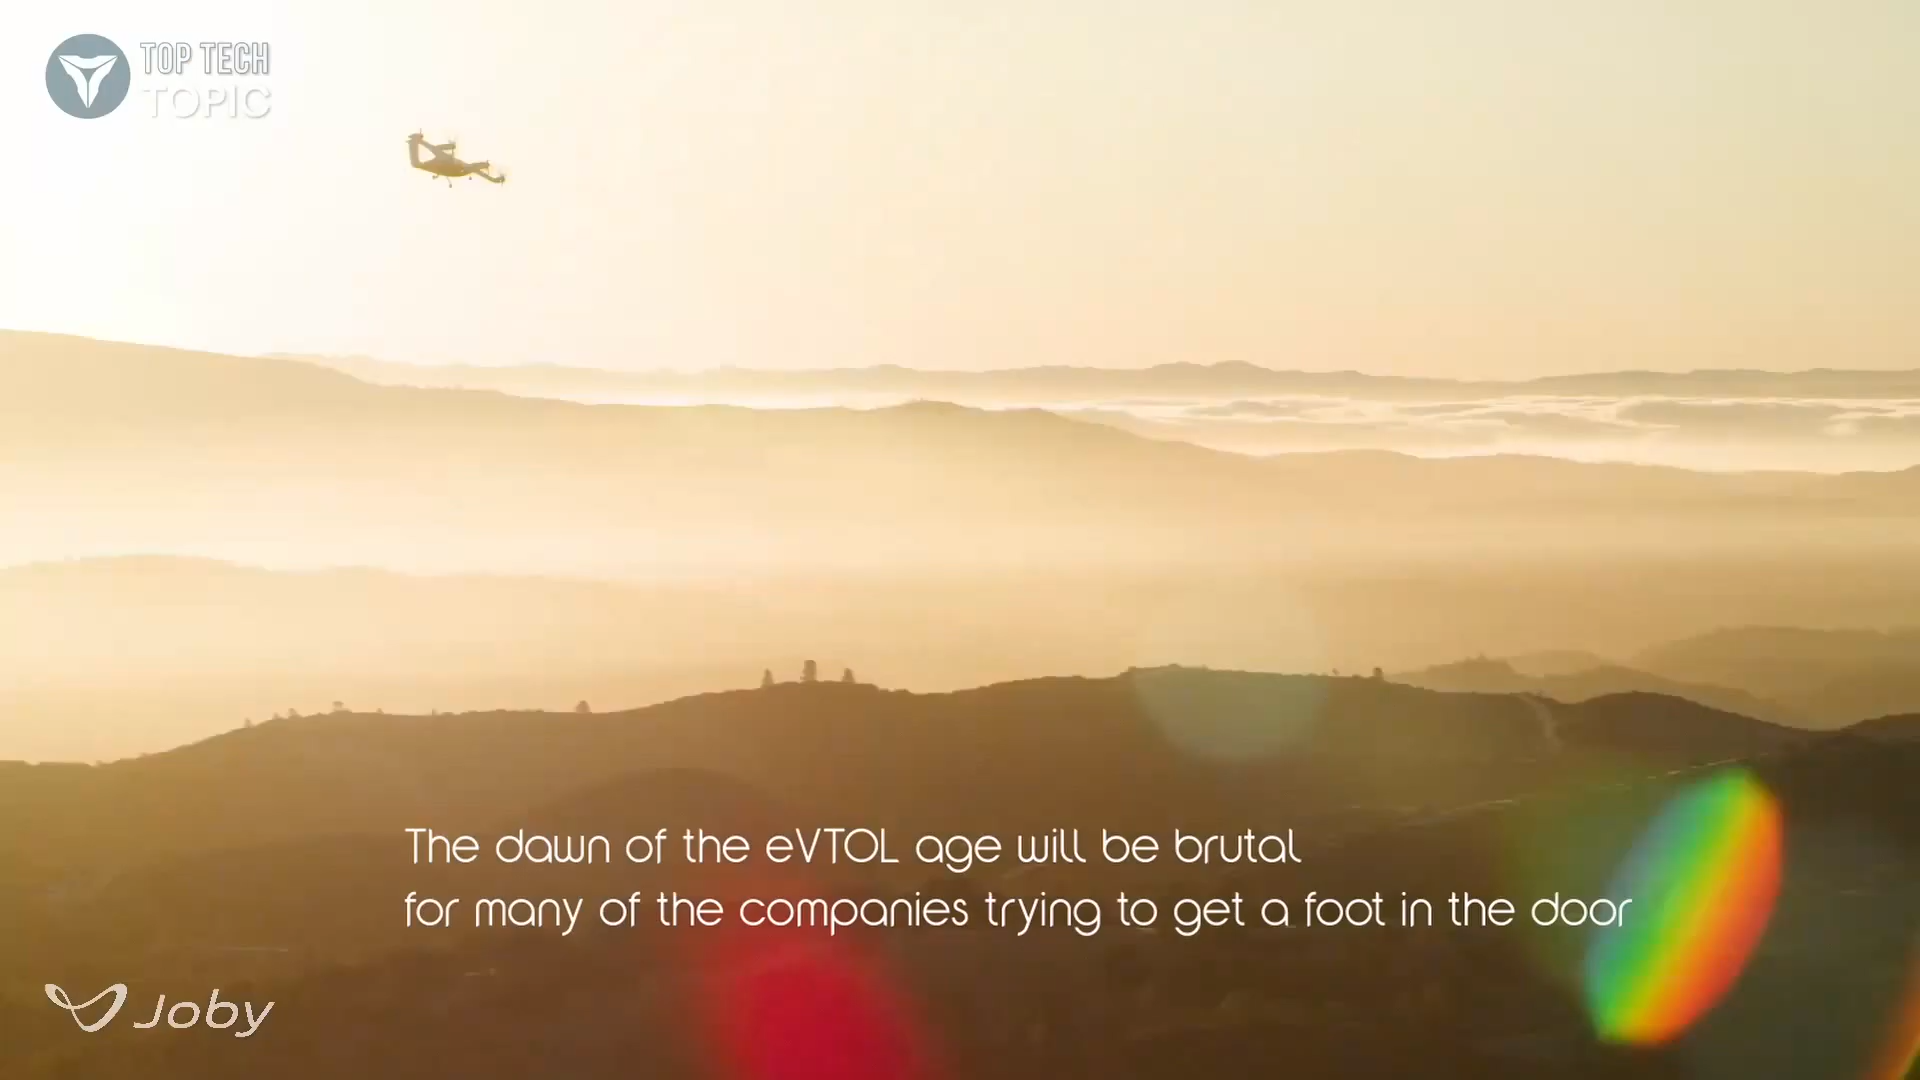 TOP TECH
TOPIC
The dawn of the eVTOL age will be brutal
for many of the companies trying to get a foot in the door
Joby